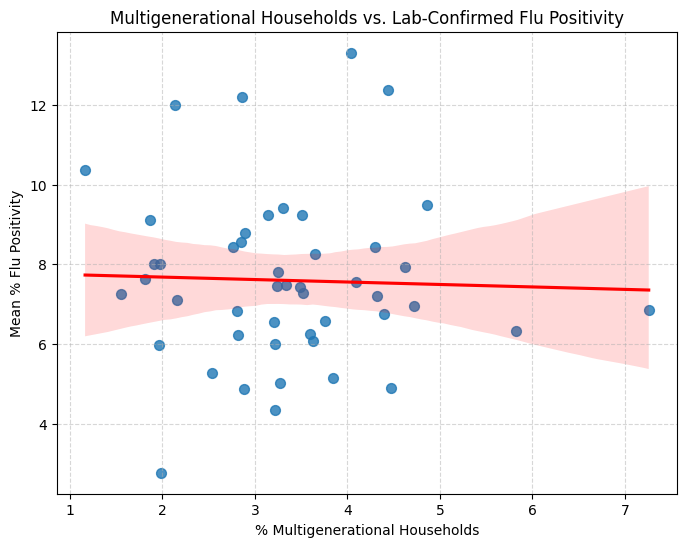 Multigenerational Households vs. Lab-Confirmed Flu Positivity
Mean % Flu Positivity
12
10
8
6
4
1 2 3 4 5 6 7
% Multigenerational Households